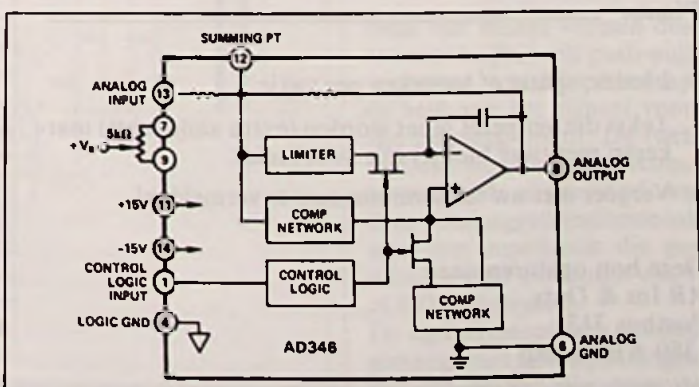 SUMMING PT
12
ANALOG
INPUT
13
7
5kΩ
+VS
9
LIMITER
+
8
ANALOG
OUTPUT
11
+15V
COMP
NETWORK
14
-15V
CONTROL
LOGIC
INPUT
1
CONTROL
LOGIC
COMP
NETWORK
LOGIC GND
4
AD346
6
ANALOG
GND